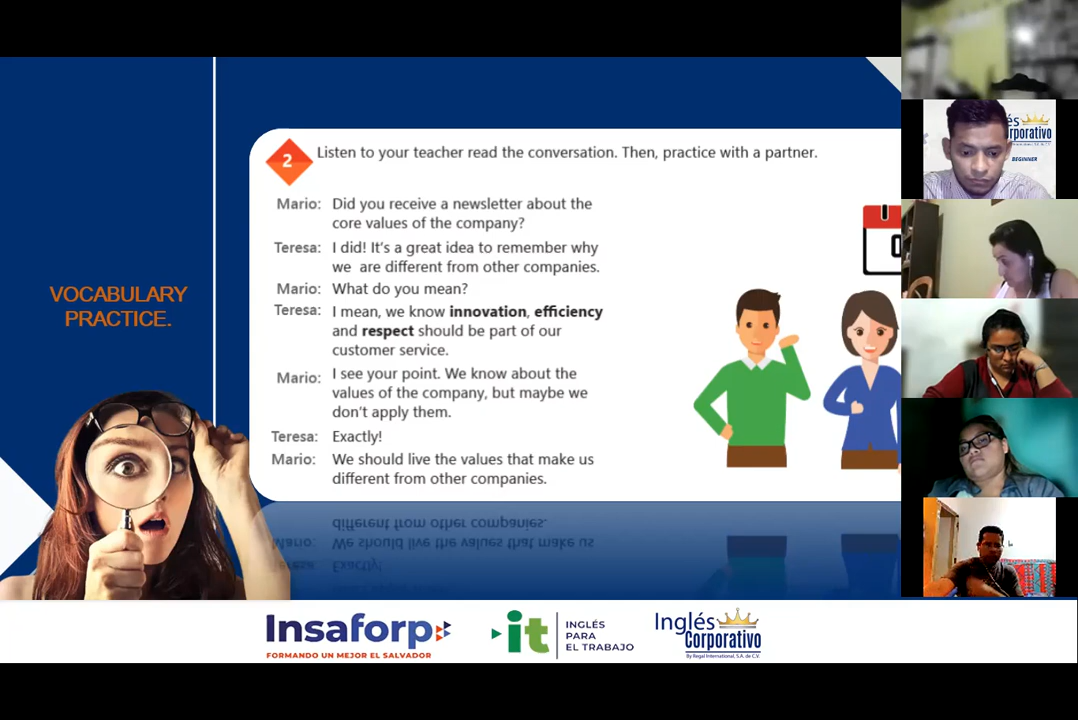 2 Listen to your teacher read the conversation. Then, practice with a partner.
Mario: Did you receive a newsletter about the
core values of the company?
Teresa: I did! It's a great idea to remember why
we are different from other companies.
Mario: What do you mean?
Teresa: I mean, we know innovation, efficiency
and respect should be part of our
customer service.
Mario: I see your point. We know about the
values of the company, but maybe we
don't apply them.
Teresa: Exactly!
Mario: We should live the values that make us
different from other companies.
VOCABULARY
PRACTICE.
Insaforp
FORMANDO UN MEJOR EL SALVADOR
it
INGLÉS
PARA
EL TRABAJO
Inglés
Corporativo
By Regal International, S.A. de C.V.
BEGINNER